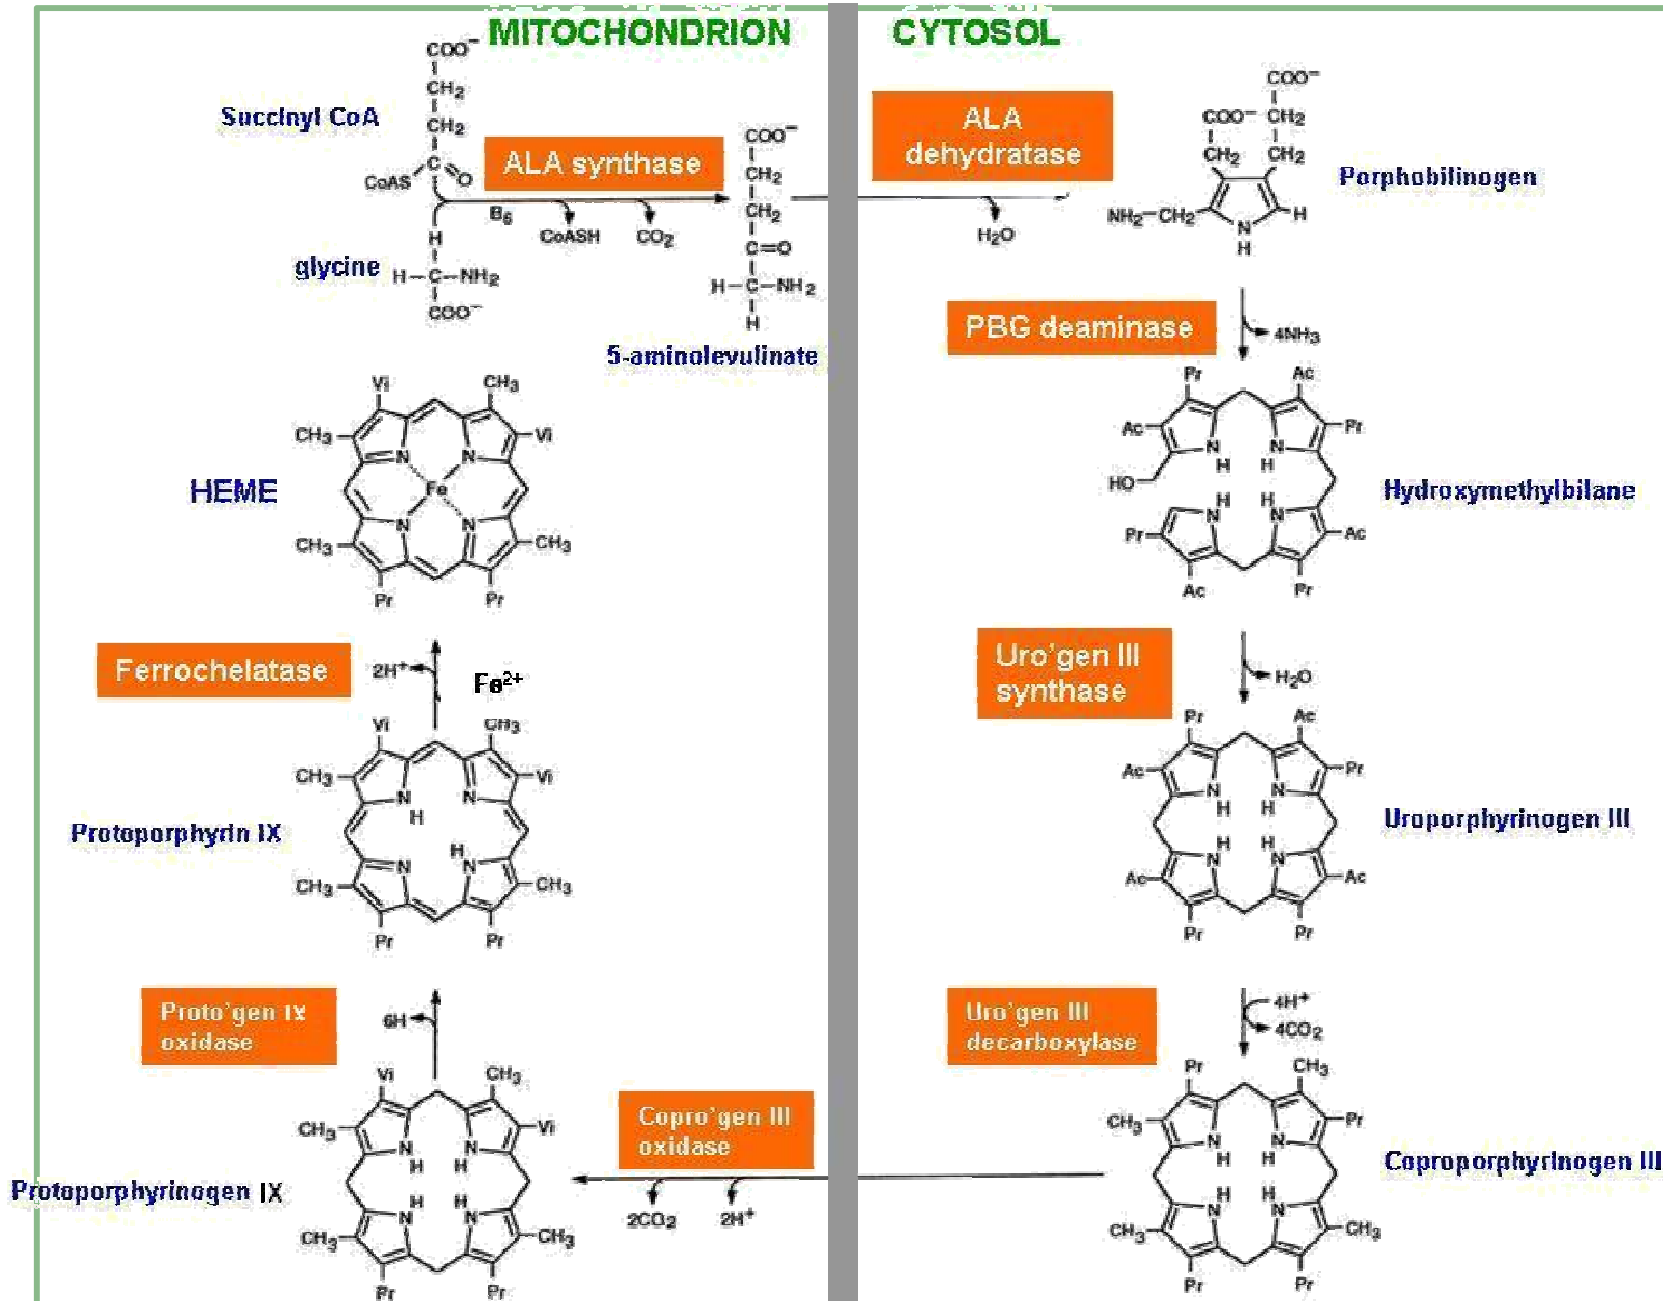 MITOCHONDRION
CYTOSOL
COO⁻
CH₂
CH₂
C
O
CoAS
Succinyl CoA
ALA synthase
B₆
CoASH
CO₂
H
glycine
H–C–NH₂
COO⁻
COO⁻
CH₂
CH₂
C=O
H–C–NH₂
H
5-aminolevulinate
ALA
dehydratase
H₂O
COO⁻
COO⁻
CH₂
CH₂
CH₂
NH₂–CH₂
N
H
H
Porphobilinogen
PBG deaminase
4NH₃
Pr
Ac
Ac
Pr
N
N
H
H
HO
H
H
N
N
Pr
Ac
Ac
Pr
Hydroxymethylbilane
Uro'gen III
synthase
H₂O
Pr
Ac
Ac
Pr
N
N
H
H
H
H
N
N
Ac
Ac
Pr
Pr
Uroporphyrinogen III
Uro'gen III
decarboxylase
4H⁺
4CO₂
Pr
CH₃
CH₃
Pr
N
N
H
H
H
H
N
N
CH₃
CH₃
Pr
Pr
Coproporphyrinogen III
Copro'gen III
oxidase
2CO₂
2H⁺
Vi
CH₃
CH₃
Vi
N
N
H
H
H
H
N
N
CH₃
CH₃
Pr
Pr
Protoporphyrinogen IX
Proto'gen IX
oxidase
6H
Vi
CH₃
CH₃
Vi
N
N
H
H
N
N
CH₃
CH₃
Pr
Pr
Protoporphyrin IX
Ferrochelatase
2H⁺
Fe²⁺
Vi
CH₃
CH₃
Vi
N
N
Fe
N
N
CH₃
CH₃
Pr
Pr
HEME